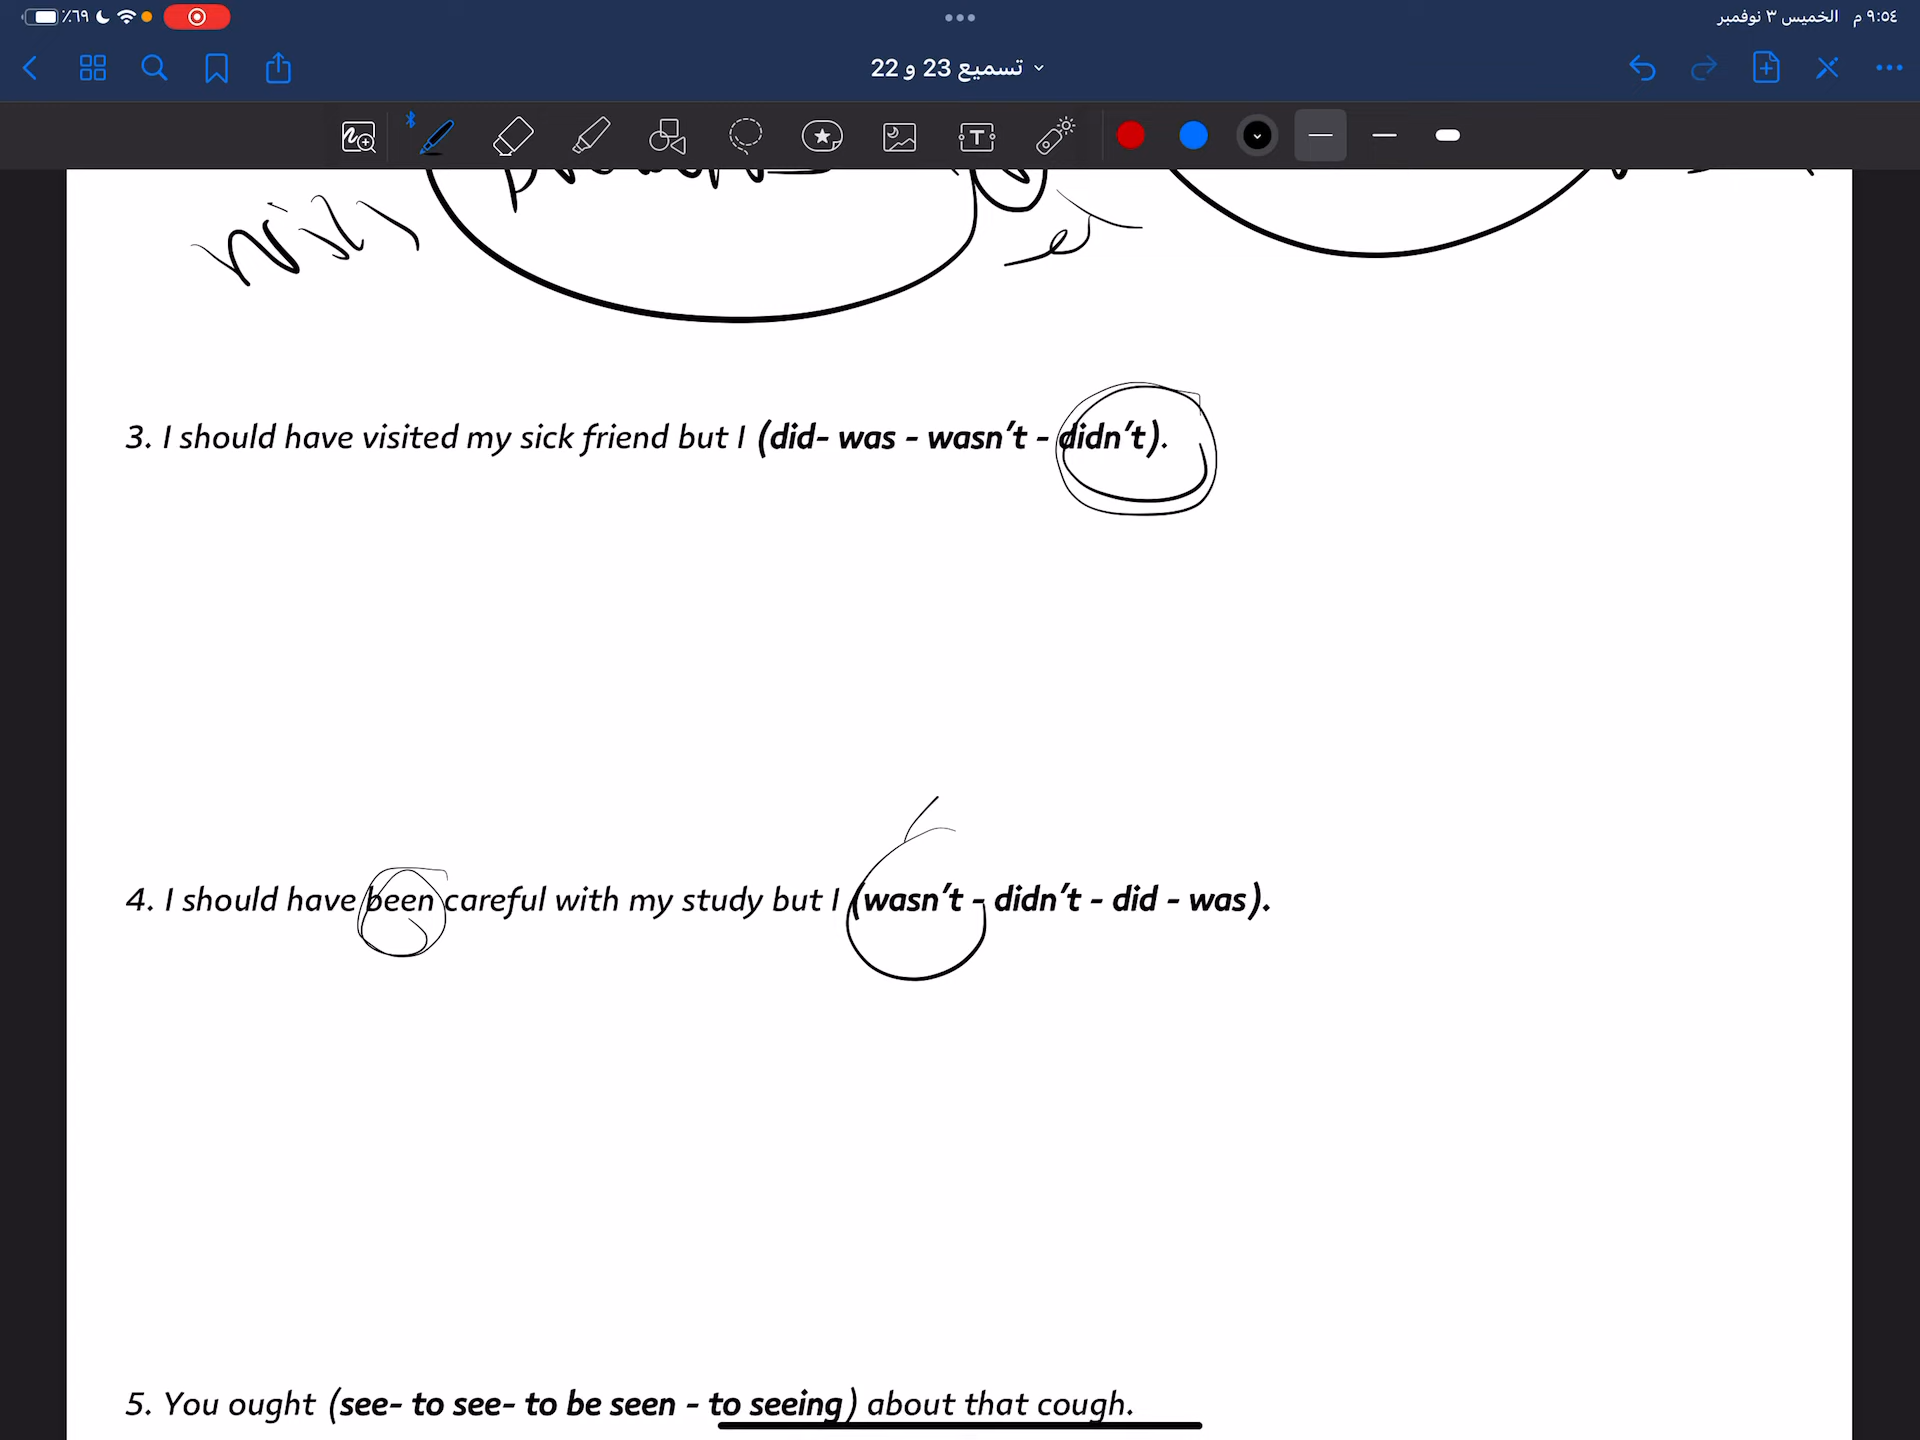 ٪٦٩
٩:٥٤ م الخميس ٣ نوفمبر
تسميع 23 و 22
3. I should have visited my sick friend but I (did- was - wasn't - didn't).
4. I should have been careful with my study but I (wasn't - didn't - did - was).
5. You ought (see- to see- to be seen - to seeing) about that cough.